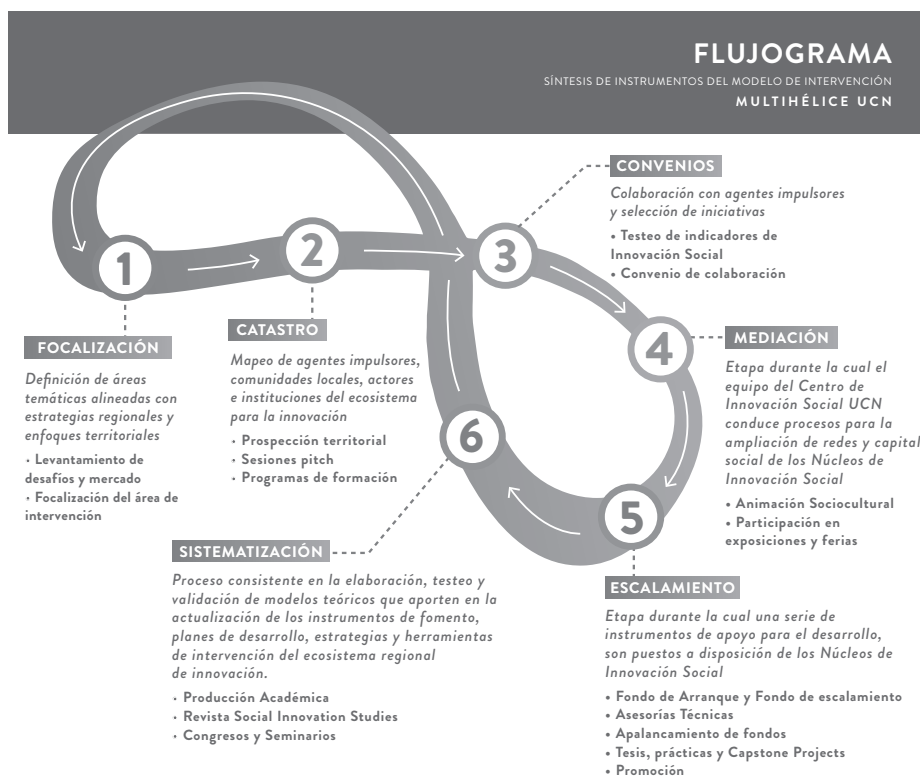 FLUJOGRAMA
SÍNTESIS DE INSTRUMENTOS DEL MODELO DE INTERVENCIÓN
MULTIHÉLICE UCN
1
FOCALIZACIÓN
Definición de áreas
temáticas alineadas con
estrategias regionales y
enfoques territoriales
· Levantamiento de
desafíos y mercado
· Focalización del área de
intervención
2
CATASTRO
Mapeo de agentes impulsores,
comunidades locales, actores
e instituciones del ecosistema
para la innovación
· Prospección territorial
· Sesiones pitch
· Programas de formación
3
CONVENIOS
Colaboración con agentes impulsores
y selección de iniciativas
• Testeo de indicadores de
Innovación Social
• Convenio de colaboración
4
MEDIACIÓN
Etapa durante la cual el
equipo del Centro de
Innovación Social UCN
conduce procesos para la
ampliación de redes y capital
social de los Núcleos de
Innovación Social
• Animación Sociocultural
• Participación en
exposiciones y ferias
5
ESCALAMIENTO
Etapa durante la cual una serie de
instrumentos de apoyo para el desarrollo,
son puestos a disposición de los Núcleos de
Innovación Social
• Fondo de Arranque y Fondo de escalamiento
• Asesorías Técnicas
• Apalancamiento de fondos
• Tesis, prácticas y Capstone Projects
• Promoción
6
SISTEMATIZACIÓN
Proceso consistente en la elaboración, testeo y
validación de modelos teóricos que aporten en la
actualización de los instrumentos de fomento,
planes de desarrollo, estrategias y herramientas
de intervención del ecosistema regional
de innovación.
· Producción Académica
· Revista Social Innovation Studies
· Congresos y Seminarios